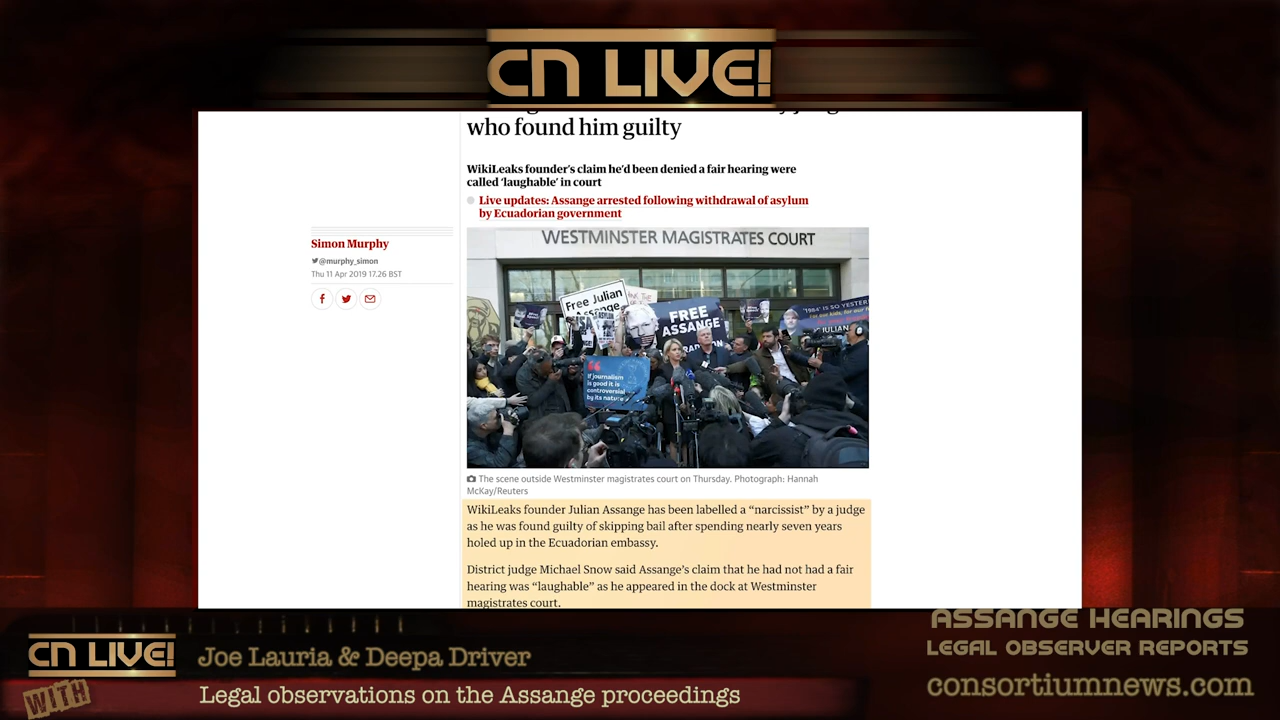 CN LIVE!
who found him guilty
WikiLeaks founder's claim he'd been denied a fair hearing were
called 'laughable' in court
Live updates: Assange arrested following withdrawal of asylum
by Ecuadorian government
Simon Murphy
@murphy_simon
Thu 11 Apr 2019 17.26 BST
WESTMINSTER MAGISTRATES COURT
Free Julian
Assange
FREE
ASSANGE
'1984' IS SO YESTER
JULIAN
If journalism
is good it is
controversial
by its nature
The scene outside Westminster magistrates court on Thursday. Photograph: Hannah
McKay/Reuters
WikiLeaks founder Julian Assange has been labelled a “narcissist” by a judge
as he was found guilty of skipping bail after spending nearly seven years
holed up in the Ecuadorian embassy.
District judge Michael Snow said Assange's claim that he had not had a fair
hearing was “laughable” as he appeared in the dock at Westminster
magistrates court.
CN LIVE!
WITH
Joe Lauria & Deepa Driver
Legal observations on the Assange proceedings
ASSANGE HEARINGS
LEGAL OBSERVER REPORTS
consortiumnews.com